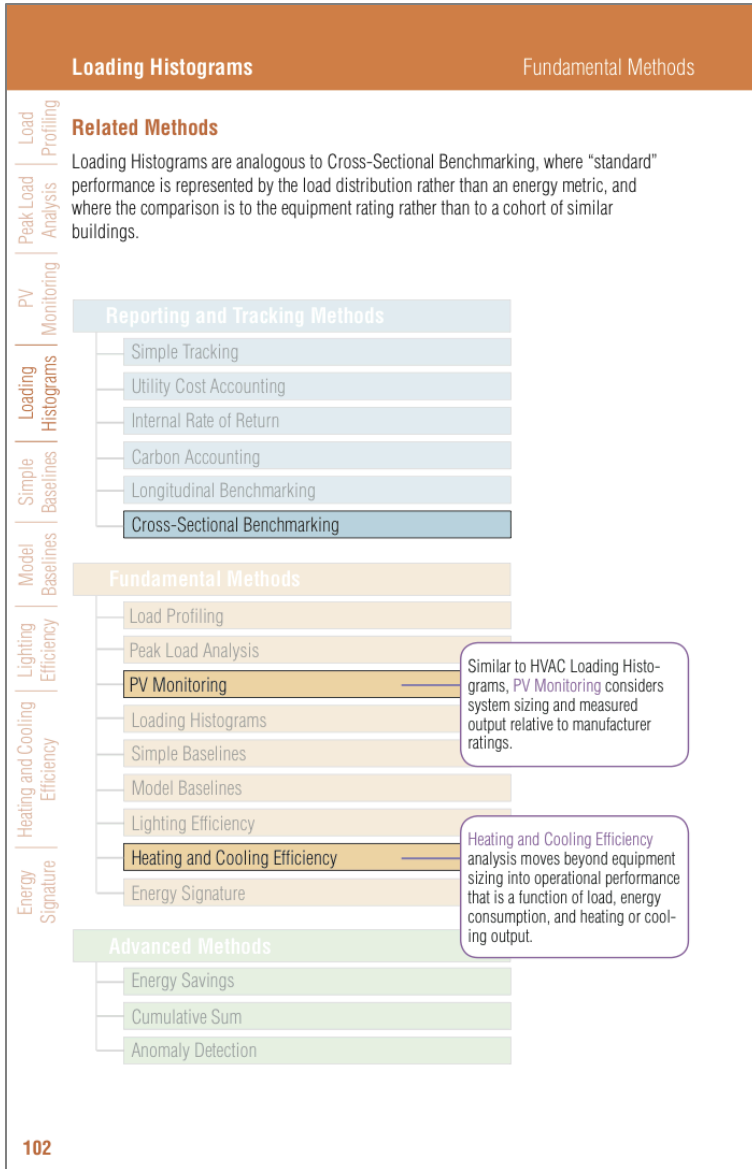 Loading Histograms
Fundamental Methods
Load
Profiling
Peak Load
Analysis
PV
Monitoring
Loading
Histograms
Simple
Baselines
Model
Baselines
Lighting
Efficiency
Heating and Cooling
Efficiency
Energy
Signature
Related Methods
Loading Histograms are analogous to Cross-Sectional Benchmarking, where “standard”
performance is represented by the load distribution rather than an energy metric, and
where the comparison is to the equipment rating rather than to a cohort of similar
buildings.
Reporting and Tracking Methods
Simple Tracking
Utility Cost Accounting
Internal Rate of Return
Carbon Accounting
Longitudinal Benchmarking
Cross-Sectional Benchmarking
Fundamental Methods
Load Profiling
Peak Load Analysis
PV Monitoring
Loading Histograms
Simple Baselines
Model Baselines
Lighting Efficiency
Heating and Cooling Efficiency
Energy Signature
Similar to HVAC Loading Histo-
grams, PV Monitoring considers
system sizing and measured
output relative to manufacturer
ratings.
Heating and Cooling Efficiency
analysis moves beyond equipment
sizing into operational performance
that is a function of load, energy
consumption, and heating or cool-
ing output.
Advanced Methods
Energy Savings
Cumulative Sum
Anomaly Detection
102